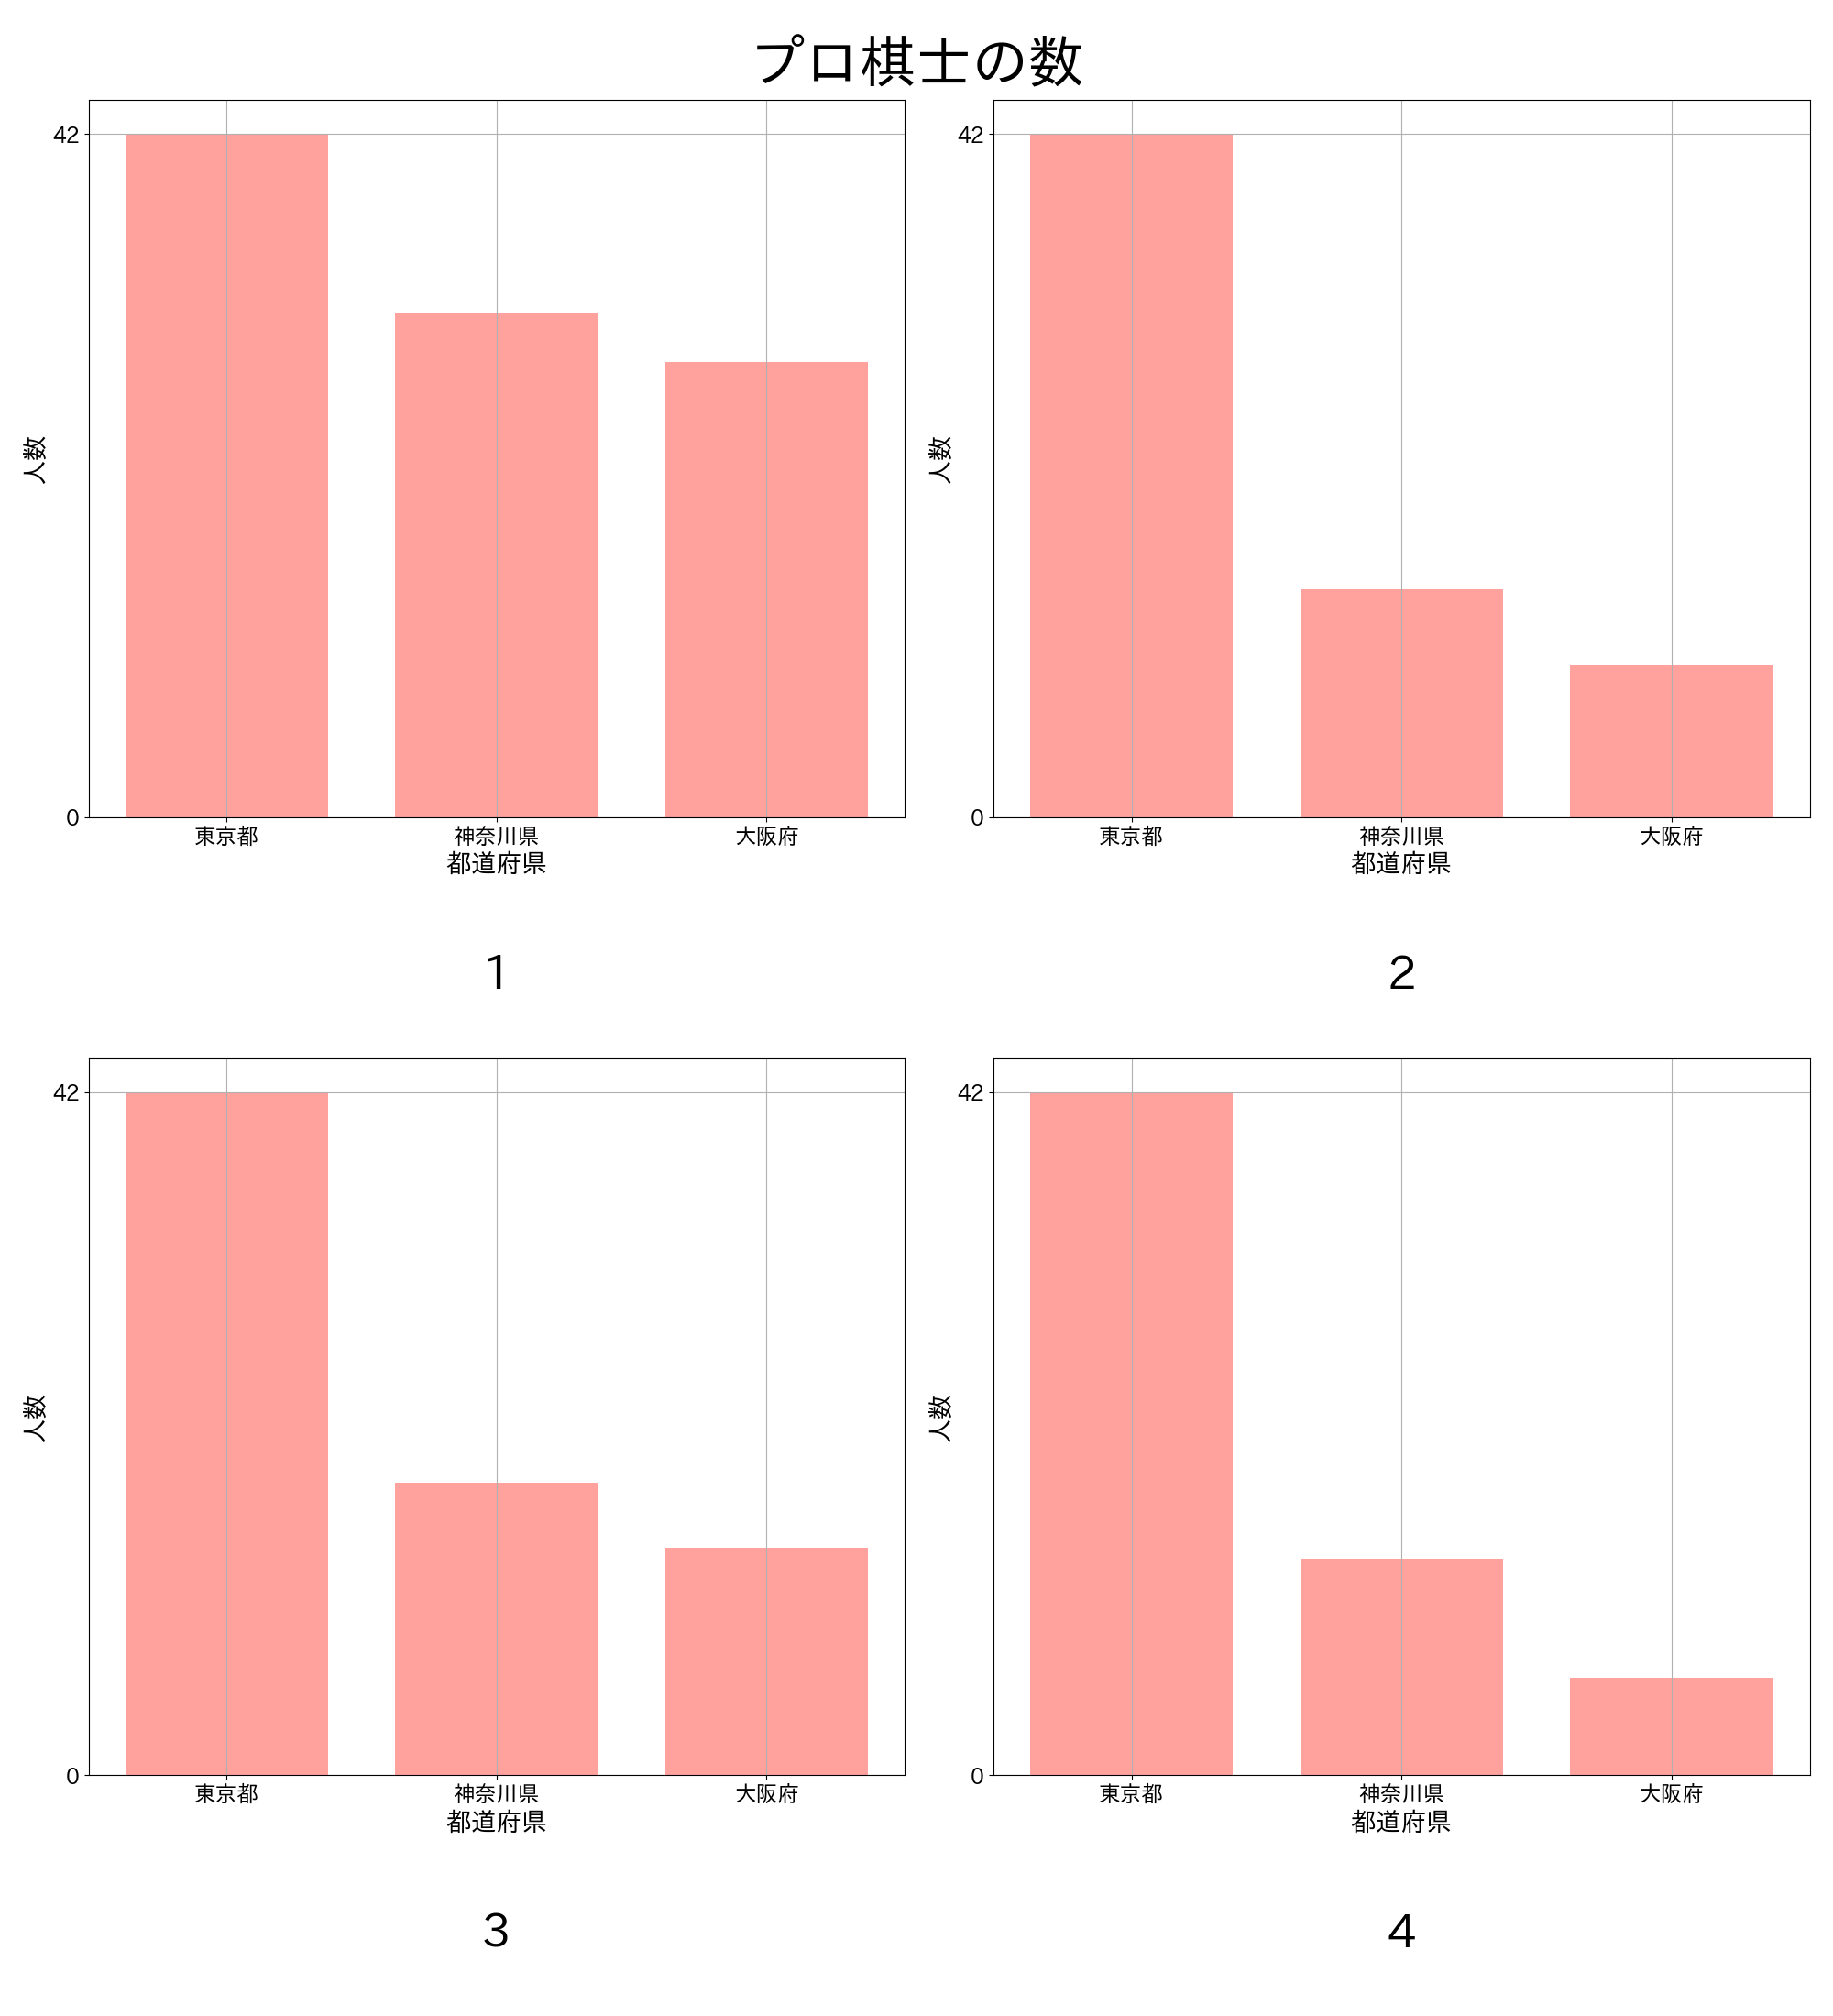 プロ棋士の数
42
0
人数
東京都 神奈川県 大阪府
都道府県
1
42
0
人数
東京都 神奈川県 大阪府
都道府県
2
42
0
人数
東京都 神奈川県 大阪府
都道府県
3
42
0
人数
東京都 神奈川県 大阪府
都道府県
4